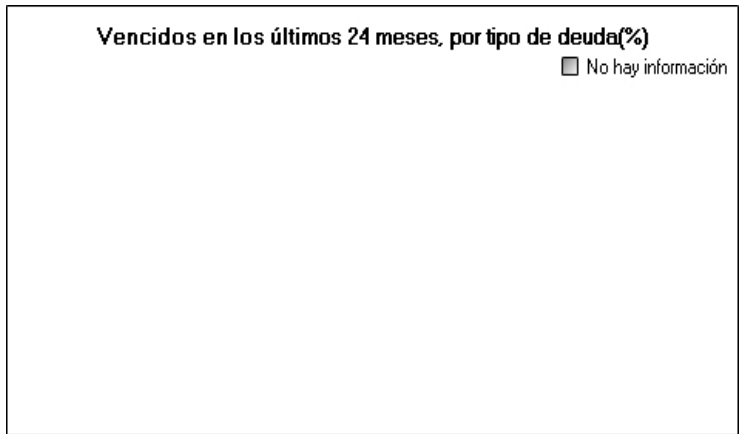 Vencidos en los últimos 24 meses, por tipo de deuda(%)
No hay información